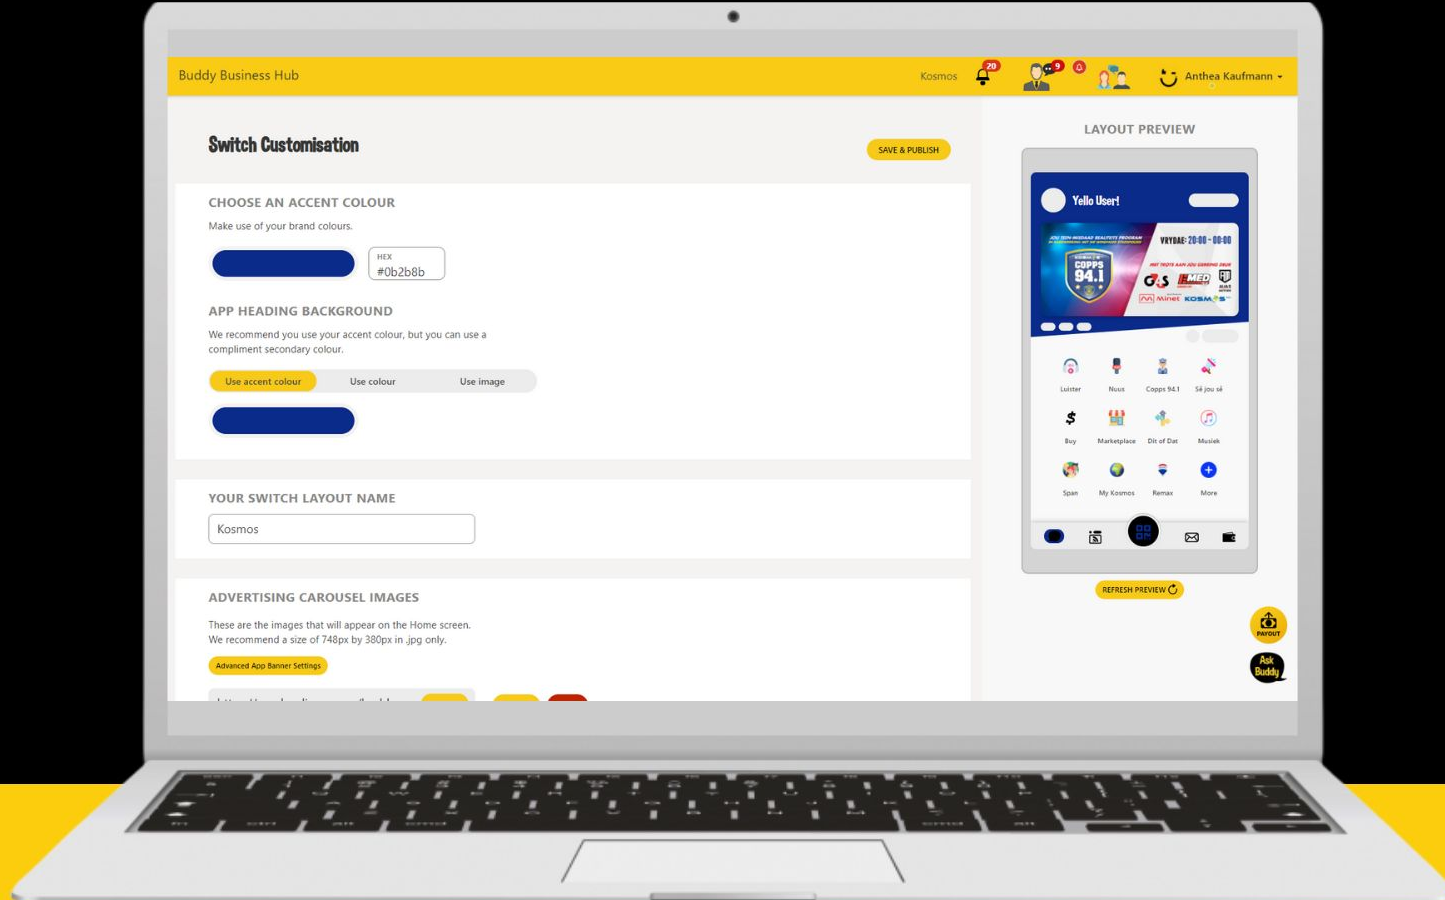 Buddy Business Hub
Kosmos
20
9
Anthea Kaufmann
Switch Customisation
SAVE & PUBLISH
CHOOSE AN ACCENT COLOUR
Make use of your brand colours.
HEX
#0b2b8b
APP HEADING BACKGROUND
We recommend you use your accent colour, but you can use a
compliment secondary colour.
Use accent colour
Use colour
Use image
YOUR SWITCH LAYOUT NAME
Kosmos
ADVERTISING CAROUSEL IMAGES
These are the images that will appear on the Home screen.
We recommend a size of 748px by 380px in .jpg only.
Advanced App Banner Settings
LAYOUT PREVIEW
Yello User!
VRYDAE: 20:00 - 00:00
COPPS
94.1
G4S
Minet
KOSMOS
Luister
Nuus
Copps 94.1
Sê jou sê
Buy
Marketplace
Dit of Dat
Musiek
Span
My Kosmos
Remax
More
REFRESH PREVIEW
PAYOUT
Ask
Buddy